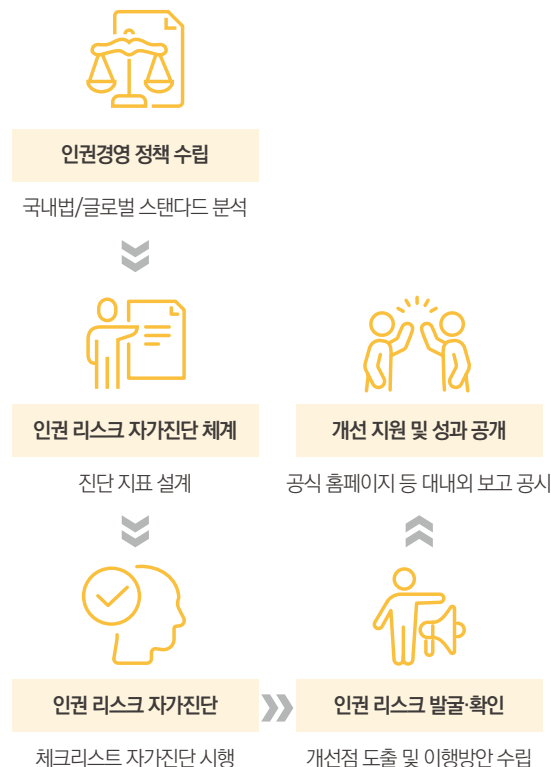 인권경영 정책 수립
국내법/글로벌 스탠다드 분석
인권 리스크 자가진단 체계
진단 지표 설계
인권 리스크 자가진단
체크리스트 자가진단 시행
인권 리스크 발굴·확인
개선점 도출 및 이행방안 수립
개선 지원 및 성과 공개
공식 홈페이지 등 대내외 보고 공시